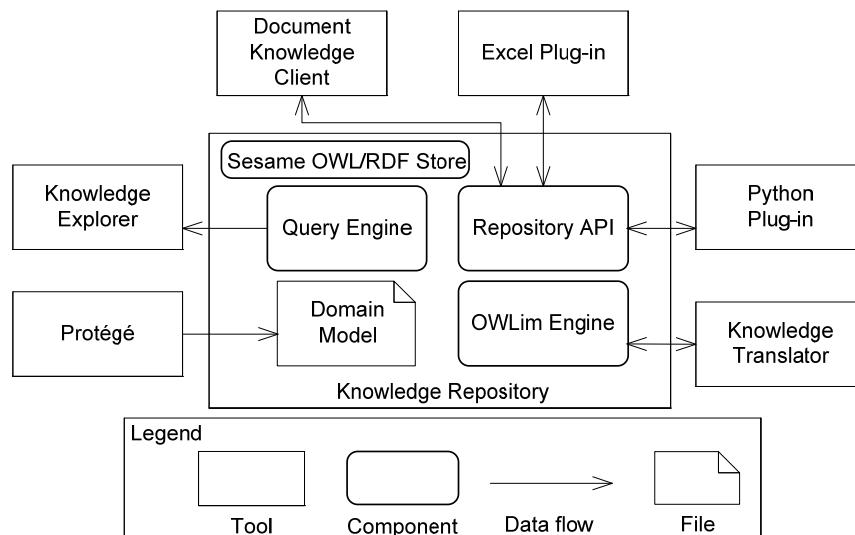 Document
Knowledge
Client
Excel Plug-in
Sesame OWL/RDF Store
Knowledge
Explorer
Query Engine
Repository API
Python
Plug-in
Protégé
Domain
Model
OWLim Engine
Knowledge
Translator
Knowledge Repository
Legend
Tool
Component
Data flow
File